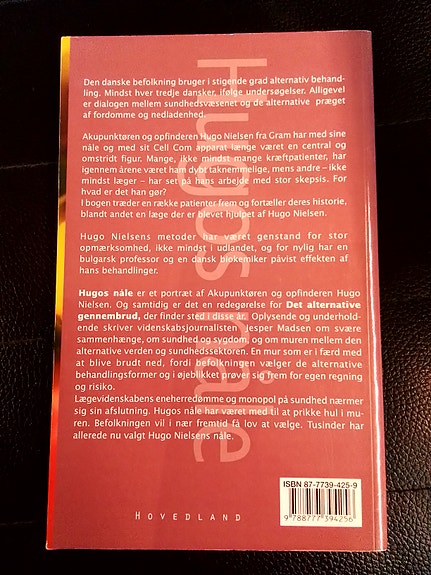 Hugos nåle
Den danske befolkning bruger i stigende grad alternativ behand-
ling. Mindst hver tredje dansker, ifølge undersøgelser. Alligevel
er dialogen mellem sundhedsvæsenet og de alternative præget
af fordomme og nedladenhed.
Akupunktøren og opfinderen Hugo Nielsen fra Gram har med sine
nåle og med sit Cell Com apparat længe været en central og
omstridt figur. Mange, ikke mindst mange kræftpatienter, har
igennem årene været ham dybt taknemmelige, mens andre – ikke
mindst læger – har set på hans arbejde med stor skepsis. For
hvad er det han gør?
I bogen træder en række patienter frem og fortæller deres historie,
blandt andet en læge der er blevet hjulpet af Hugo Nielsen.
Hugo Nielsens metoder har været genstand for stor
opmærksomhed, ikke mindst i udlandet, og for nylig har en
bulgarsk professor og en dansk biokemiker påvist effekten af
hans behandlinger.
Hugos nåle er et portræt af Akupunktøren og opfinderen Hugo
Nielsen. Og samtidig er det en redegørelse for Det alternative
gennembrud, der finder sted i disse år. Oplysende og underhold-
ende skriver videnskabsjournalisten Jesper Madsen om svære
sammenhænge, om sundhed og sygdom, og om muren mellem den
alternative verden og sundhedssektoren. En mur som er i færd med
at blive brudt ned, fordi befolkningen vælger de alternative
behandlingsformer og i øjeblikket prøver sig frem for egen regning
og risiko.
Lægevidenskabens eneherredømme og monopol på sundhed nærmer
sig sin afslutning. Hugos nåle har været med til at prikke hul i mu-
ren. Befolkningen vil i nær fremtid få lov at vælge. Tusinder har
allerede nu valgt Hugo Nielsens nåle.
ISBN 87-7739-425-9
9 788777 394256
HOVEDLAND